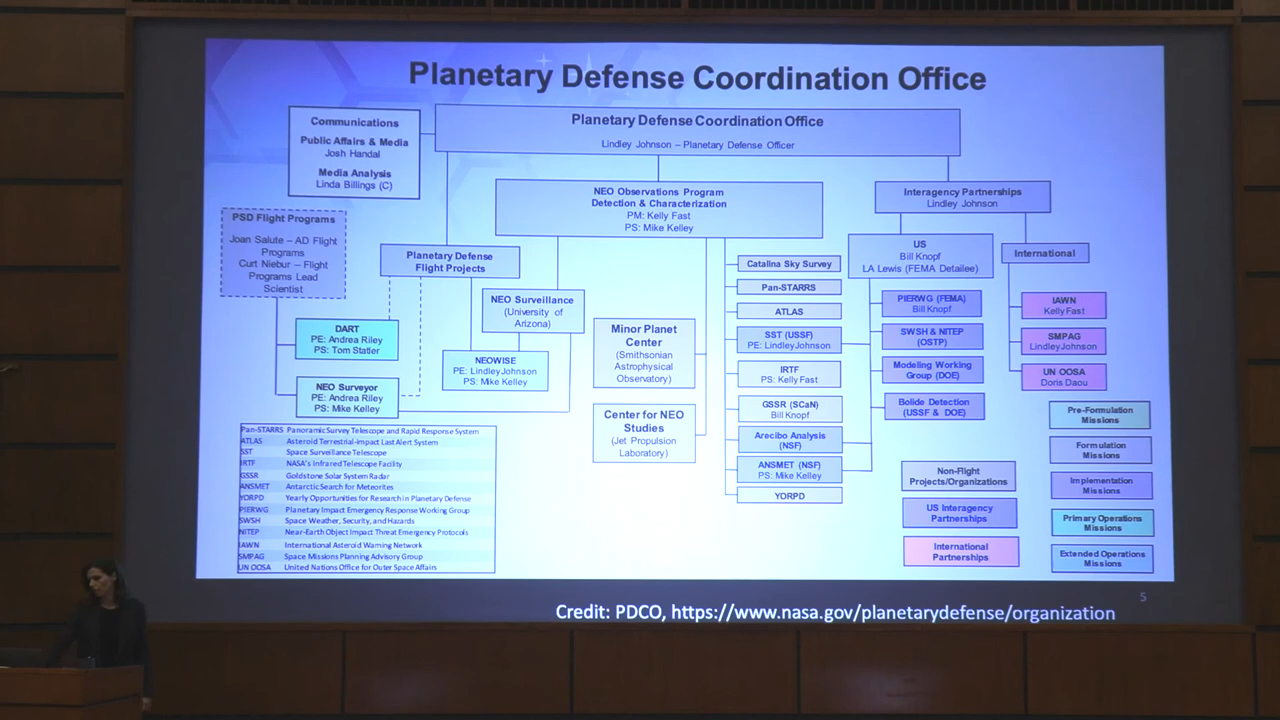 Planetary Defense Coordination Office
Communications
Public Affairs & Media
Josh Handal
Media Analysis
Linda Billings (C)
Planetary Defense Coordination Office
Lindley Johnson – Planetary Defense Officer
NEO Observations Program
Detection & Characterization
PM: Kelly Fast
PS: Mike Kelley
Interagency Partnerships
Lindley Johnson
PSD Flight Programs
Joan Salute – AD Flight
Programs
Curt Niebur – Flight
Programs Lead
Scientist
Planetary Defense
Flight Projects
US
Bill Knopf
LA Lewis (FEMA Detailee)
International
NEO Surveillance
(University of
Arizona)
DART
PE: Andrea Riley
PS: Tom Statler
NEOWISE
PE: Lindley Johnson
PS: Mike Kelley
NEO Surveyor
PE: Andrea Riley
PS: Mike Kelley
Minor Planet
Center
(Smithsonian
Astrophysical
Observatory)
Center for NEO
Studies
(Jet Propulsion
Laboratory)
Catalina Sky Survey
Pan-STARRS
ATLAS
SST (USSF)
PE: Lindley Johnson
IRTF
PS: Kelly Fast
GSSR (SCaN)
Bill Knopf
Arecibo Analysis
(NSF)
ANSMET (NSF)
PS: Mike Kelley
YORPD
PIERWG (FEMA)
Bill Knopf
SWSH & NITEP
(OSTP)
Modeling Working
Group (DOE)
Bolide Detection
(USSF & DOE)
IAWN
Kelly Fast
SMPAG
Lindley Johnson
UN OOSA
Doris Daou
Pan-STARRS Panoramic Survey Telescope and Rapid Response System
ATLAS Asteroid Terrestrial-impact Last Alert System
SST Space Surveillance Telescope
IRTF NASA's Infrared Telescope Facility
GSSR Goldstone Solar System Radar
ANSMET Antarctic Search for Meteorites
YORPD Yearly Opportunities for Research in Planetary Defense
PIERWG Planetary Impact Emergency Response Working Group
SWSH Space Weather, Security, and Hazards
NITEP Near-Earth Object Impact Threat Emergency Protocols
IAWN International Asteroid Warning Network
SMPAG Space Missions Planning Advisory Group
UN OOSA United Nations Office for Outer Space Affairs
Non-Flight
Projects/Organizations
US Interagency
Partnerships
International
Partnerships
Pre-Formulation
Missions
Formulation
Missions
Implementation
Missions
Primary Operations
Missions
Extended Operations
Missions
5
Credit: PDCO, https://www.nasa.gov/planetarydefense/organization